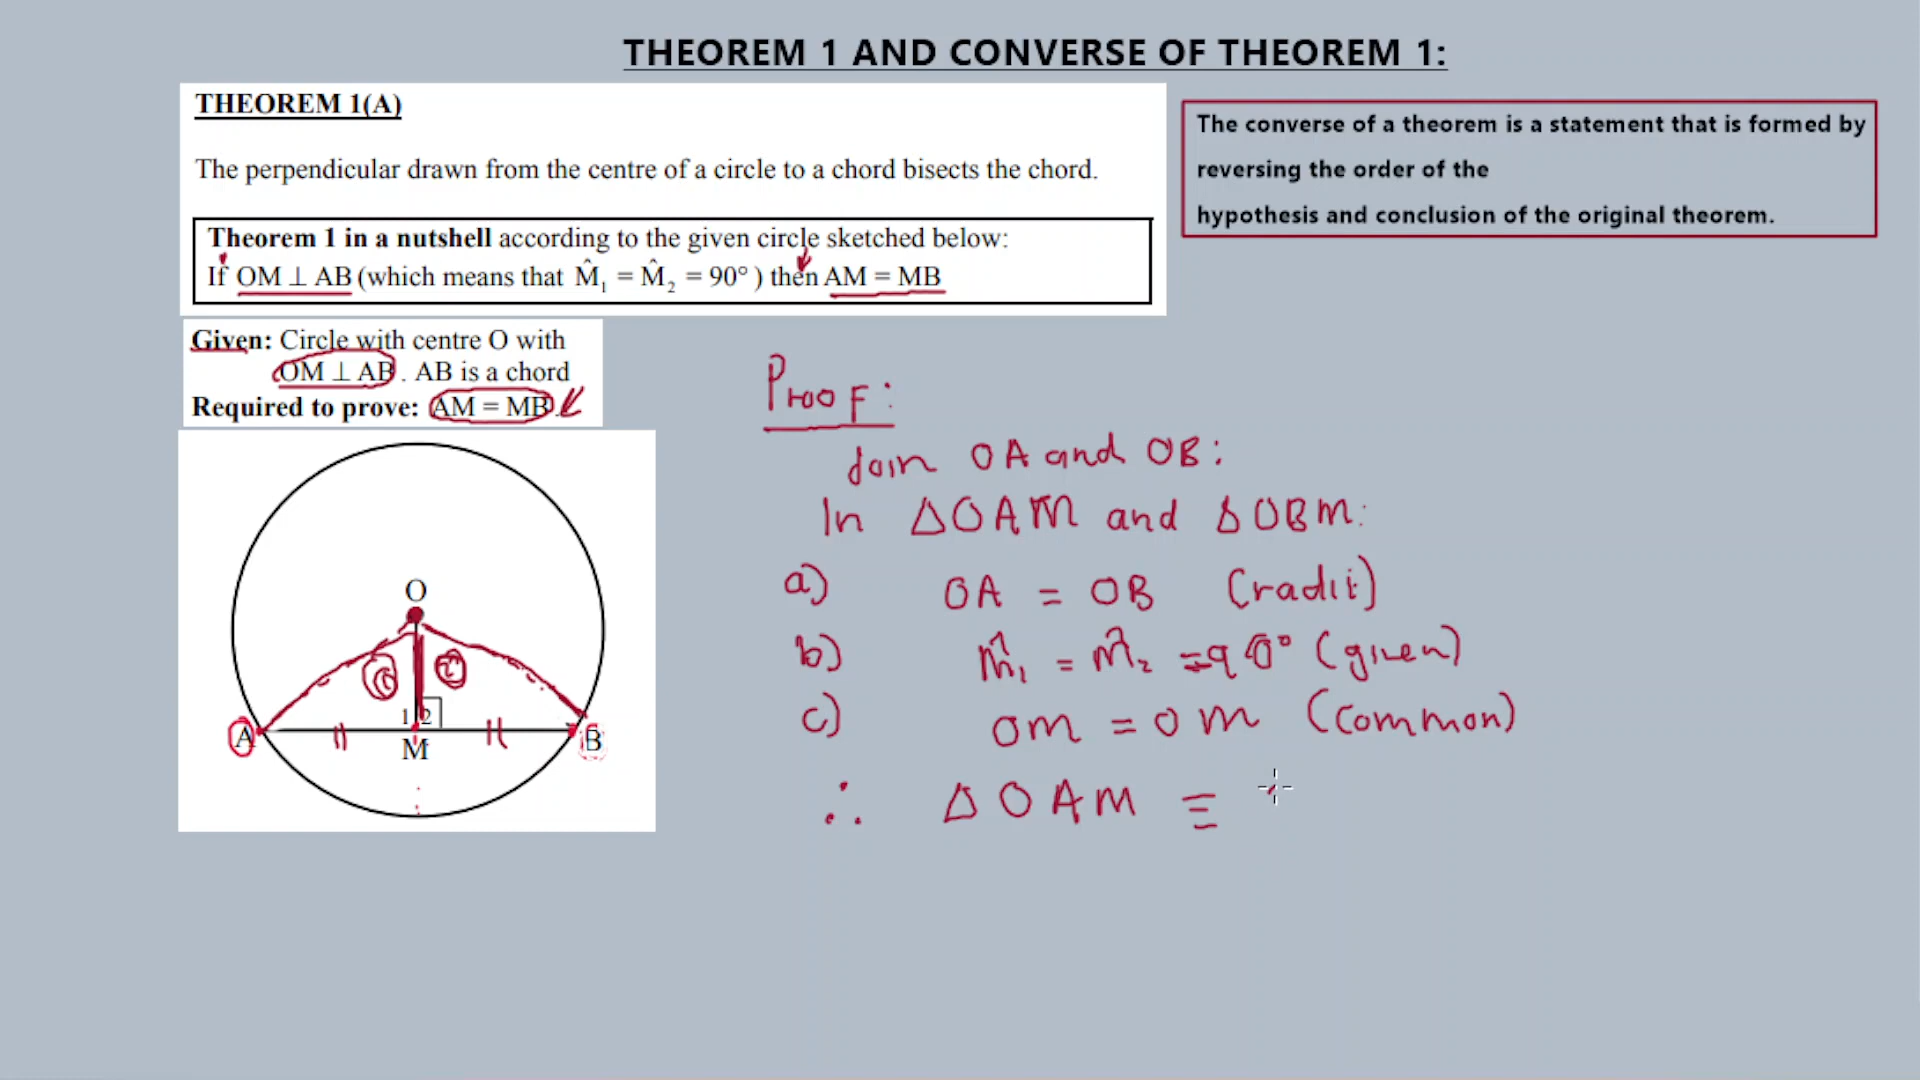 THEOREM 1 AND CONVERSE OF THEOREM 1:
THEOREM 1(A)
The perpendicular drawn from the centre of a circle to a chord bisects the chord.
Theorem 1 in a nutshell according to the given circle sketched below:
If OM ⊥ AB (which means that M̂₁ = M̂₂ = 90° ) then AM = MB
The converse of a theorem is a statement that is formed by
reversing the order of the
hypothesis and conclusion of the original theorem.
Given: Circle with centre O with
OM ⊥ AB . AB is a chord
Required to prove: AM = MB
O
① ②
1 2
A M B
Proof:
Join OA and OB:
In △OAM and △OBM:
a) OA = OB (radii)
b) m̂₁ = m̂₂ = 90° (given)
c) OM = OM (common)
∴ △OAM ≡